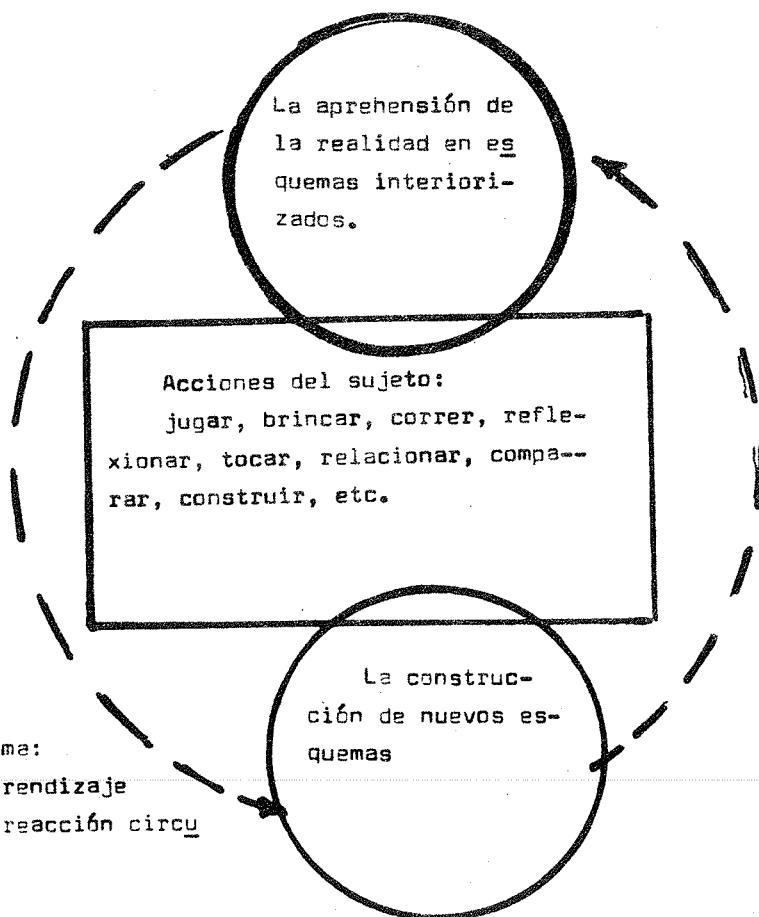 La aprehensión de
la realidad en es
quemas interiori-
zados.
Acciones del sujeto:
jugar, brincar, correr, refle-
xionar, tocar, relacionar, compa--
rar, construir, etc.
La construc-
ción de nuevos es-
quemas
ma:
rendizaje
reacción circu